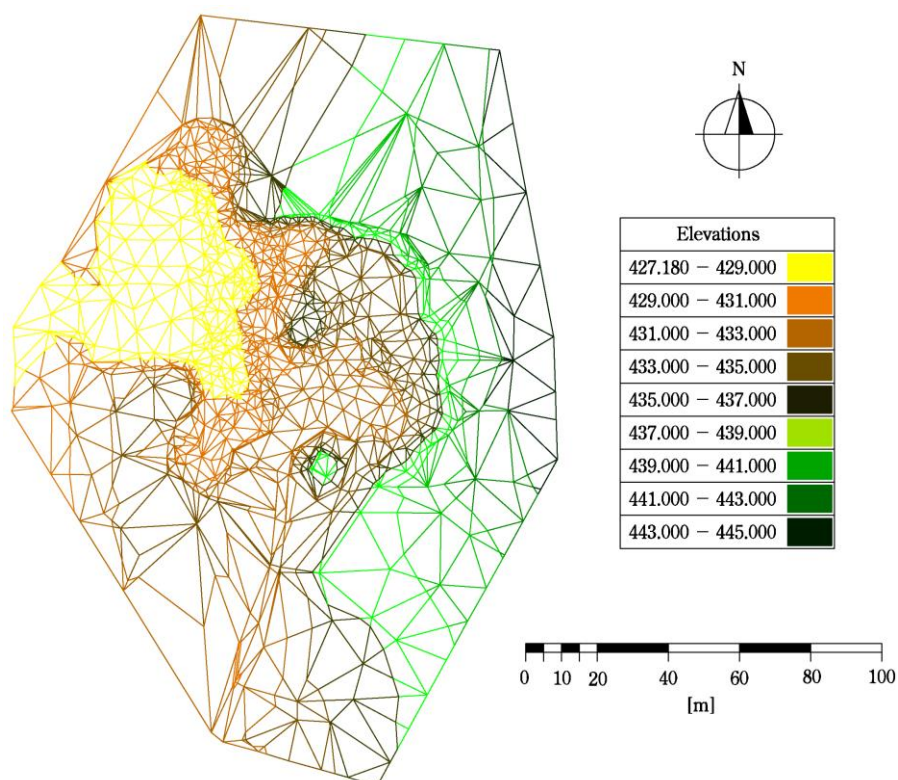 N
Elevations
427.180 – 429.000
429.000 – 431.000
431.000 – 433.000
433.000 – 435.000
435.000 – 437.000
437.000 – 439.000
439.000 – 441.000
441.000 – 443.000
443.000 – 445.000
0 10 20 40 60 80 100
[m]